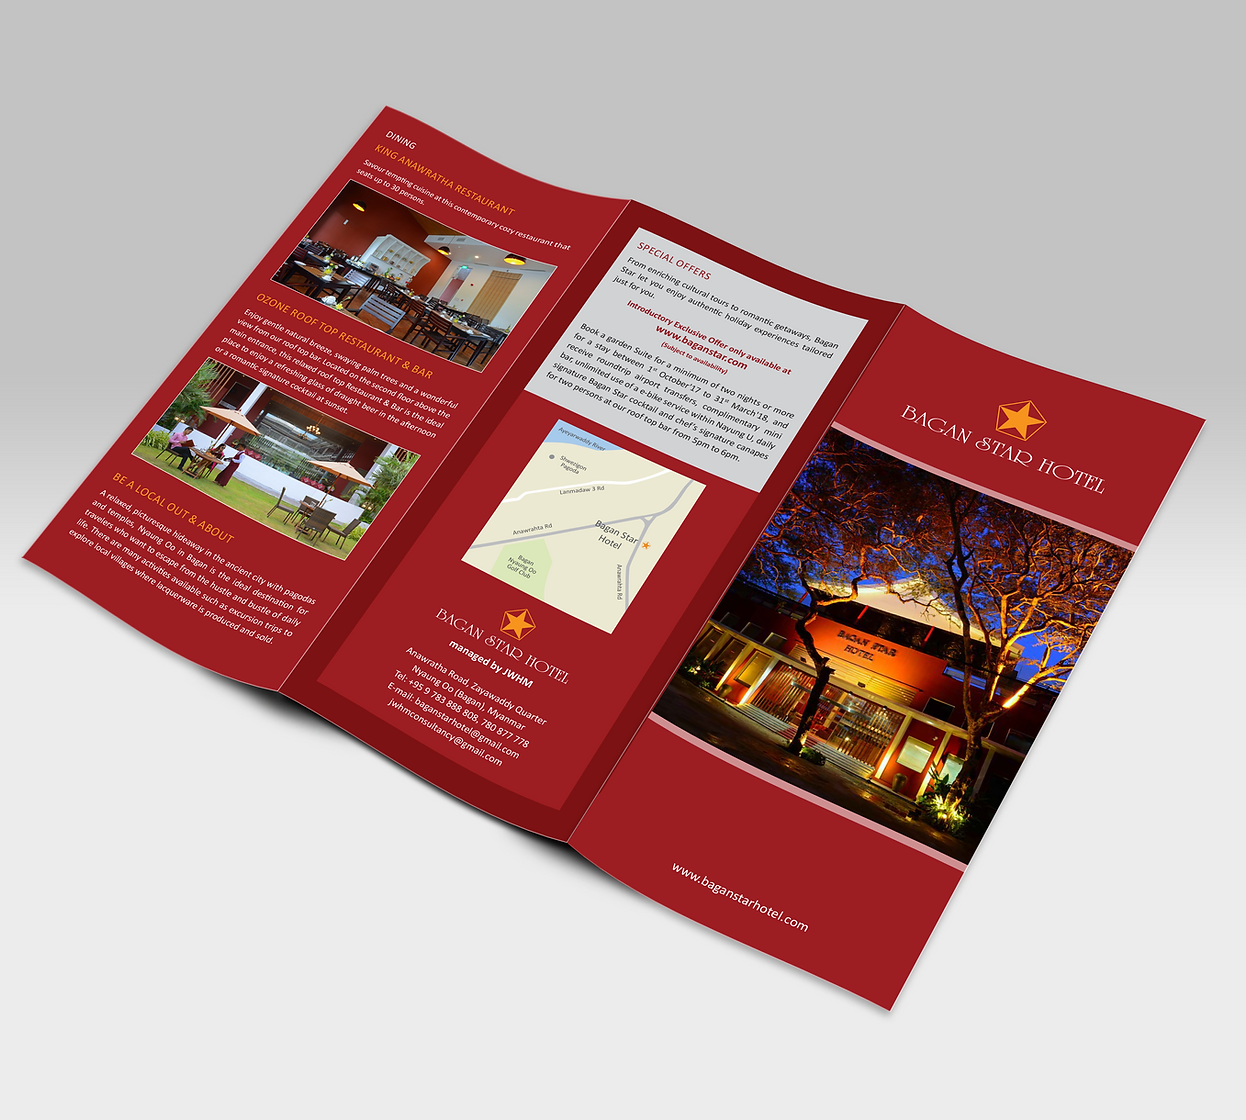 DINING
KING ANAWRATHA RESTAURANT
Savour tempting cuisine at this contemporary cozy restaurant that
seats up to 30 persons.
OZONE ROOF TOP RESTAURANT & BAR
Enjoy gentle natural breeze, swaying palm trees and a wonderful
view from our roof top bar. Located on the second floor above the
main entrance, this relaxed roof top Restaurant & Bar is the ideal
place to enjoy a refreshing glass of draught beer in the afternoon
or a romantic signature cocktail at sunset.
BE A LOCAL OUT & ABOUT
A relaxed, picturesque hideaway in the ancient city with pagodas
and temples, Nyaung Oo in Bagan is the ideal destination for
travelers who want to escape from the hustle and bustle of daily
life. There are many activities available such as excursion trips to
explore local villages where lacquerware is produced and sold.
SPECIAL OFFERS
From enriching cultural tours to romantic getaways, Bagan
Star let you enjoy authentic holiday experiences tailored
just for you.
Introductory Exclusive Offer only available at
www.baganstar.com
(Subject to availability)
Book a garden Suite for a minimum of two nights or more
for a stay between 1st October'17 to 31st March'18, and
receive roundtrip airport transfers, complimentary mini
bar, unlimited use of e-bike service within Nayung U, daily
signature Bagan Star cocktail and chef's signature canapes
for two persons at our roof top bar from 5pm to 6pm.
Ayeyarwaddy River
Shwezigon
Pagoda
Lanmadaw 3 Rd
Anawrahta Rd
Bagan Star
Hotel
Bagan
Nyaung Oo
Golf Club
Anawrahta Rd
BAGAN STAR HOTEL
managed by JWHM
Anawratha Road, Zayawaddy Quarter
Nyaung Oo (Bagan), Myanmar
Tel: +95 9 783 888 808, 780 877 778
E-mail: baganstarhotel@gmail.com
jwhmconsultancy@gmail.com
BAGAN STAR HOTEL
BAGAN STAR
HOTEL
www.baganstarhotel.com